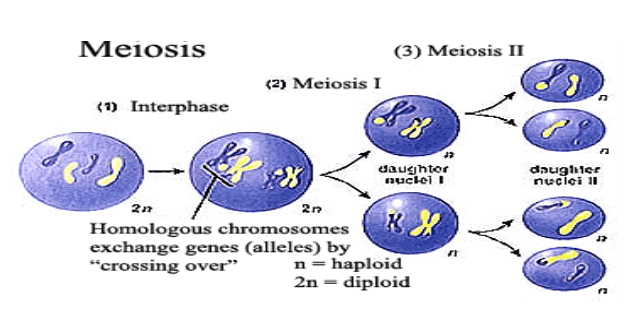 Meiosis
(3) Meiosis II
(2) Meiosis I
(1) Interphase
n
n
n
daughter
nuclei I
daughter
nuclei II
2n
2n
Homologous chromosomes
exchange genes (alleles) by
“crossing over”
n = haploid
2n = diploid
n
n
n